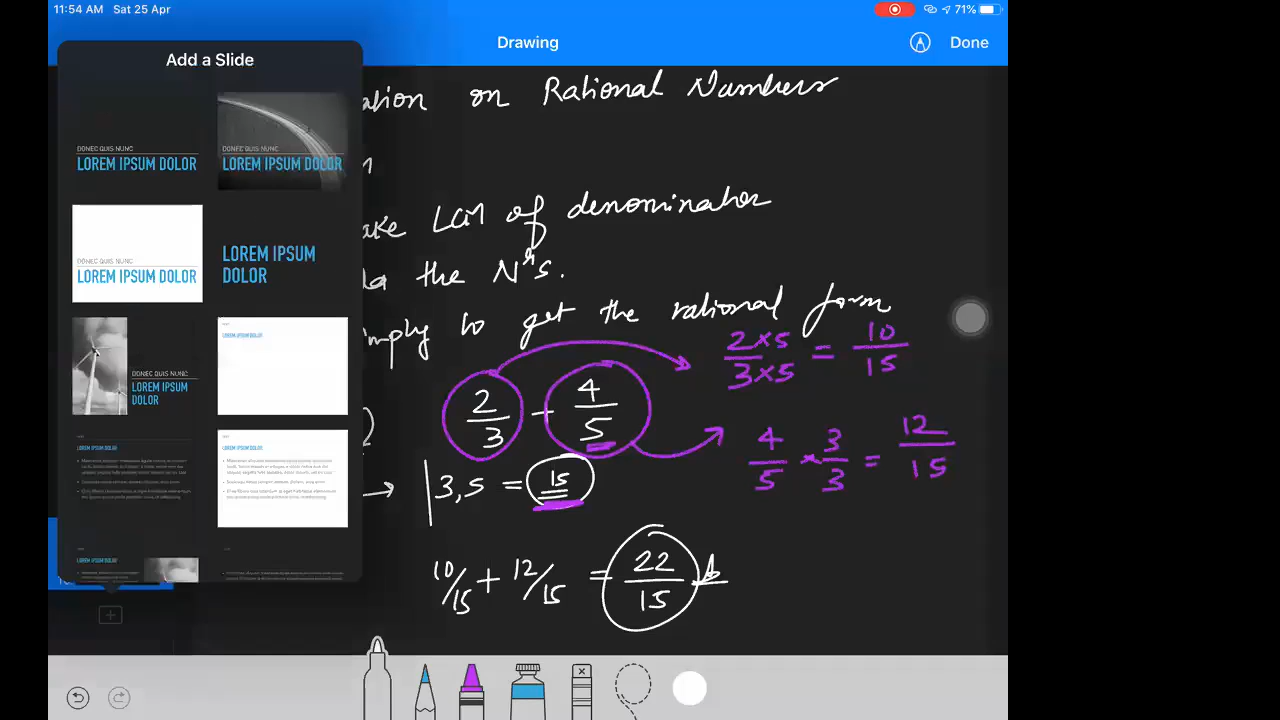 11:54 AM Sat 25 Apr
71%
Drawing
Done
Add a Slide
DONEC QUIS NUNC
LOREM IPSUM DOLOR
DONEC QUIS NUNC
LOREM IPSUM DOLOR
DONEC QUIS NUNC
LOREM IPSUM DOLOR
LOREM IPSUM
DOLOR
DONEC QUIS NUNC
LOREM IPSUM
DOLOR
LOREM IPSUM DOLOR
LOREM IPSUM DOLOR
LOREM IPSUM DOLOR
LOREM IPSUM DOLOR
ation on Rational Numbers
n
ake LCM of denominator
the N^rs.
imply to get the rational form
2/3 + 4/5
2×5/3×5 = 10/15
4/5 × 3/3 = 12/15
→ 3,5 = 15
10/15 + 12/15 = 22/15